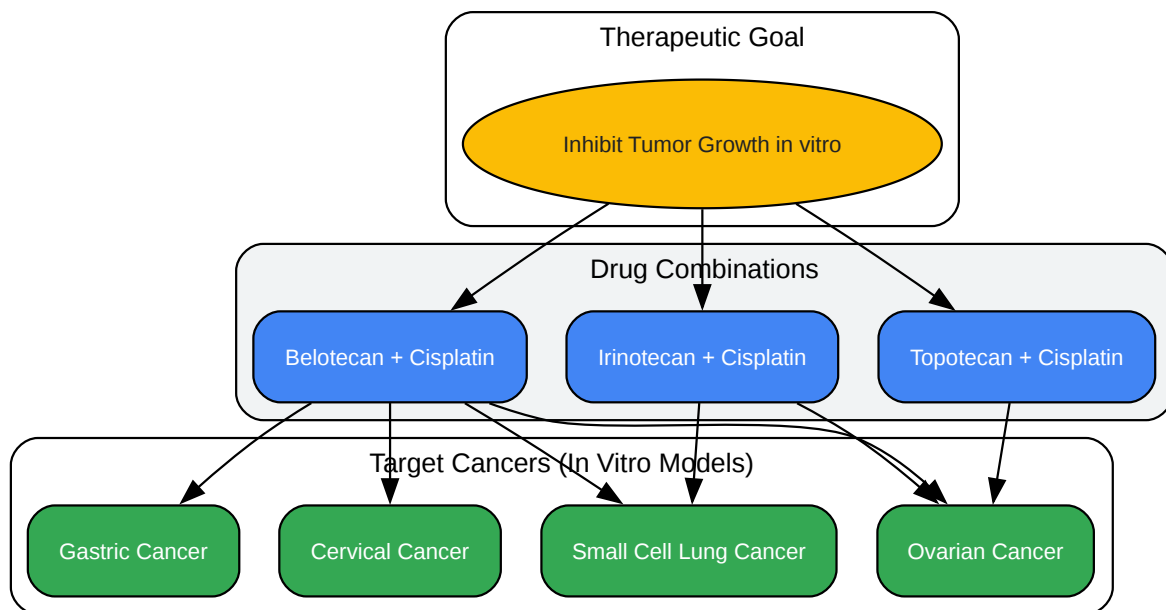 Therapeutic Goal
Inhibit Tumor Growth in vitro
Drug Combinations
Belotecan + Cisplatin
Irinotecan + Cisplatin
Topotecan + Cisplatin
Target Cancers (In Vitro Models)
Gastric Cancer
Cervical Cancer
Small Cell Lung Cancer
Ovarian Cancer